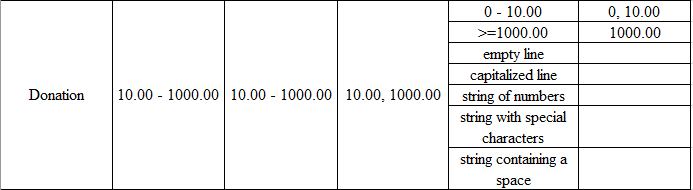 0 - 10.00 0, 10.00
>=1000.00 1000.00
empty line
capitalized line
Donation 10.00 - 1000.00 10.00 - 1000.00 10.00, 1000.00 string of numbers
string with special
characters
string containing a
space